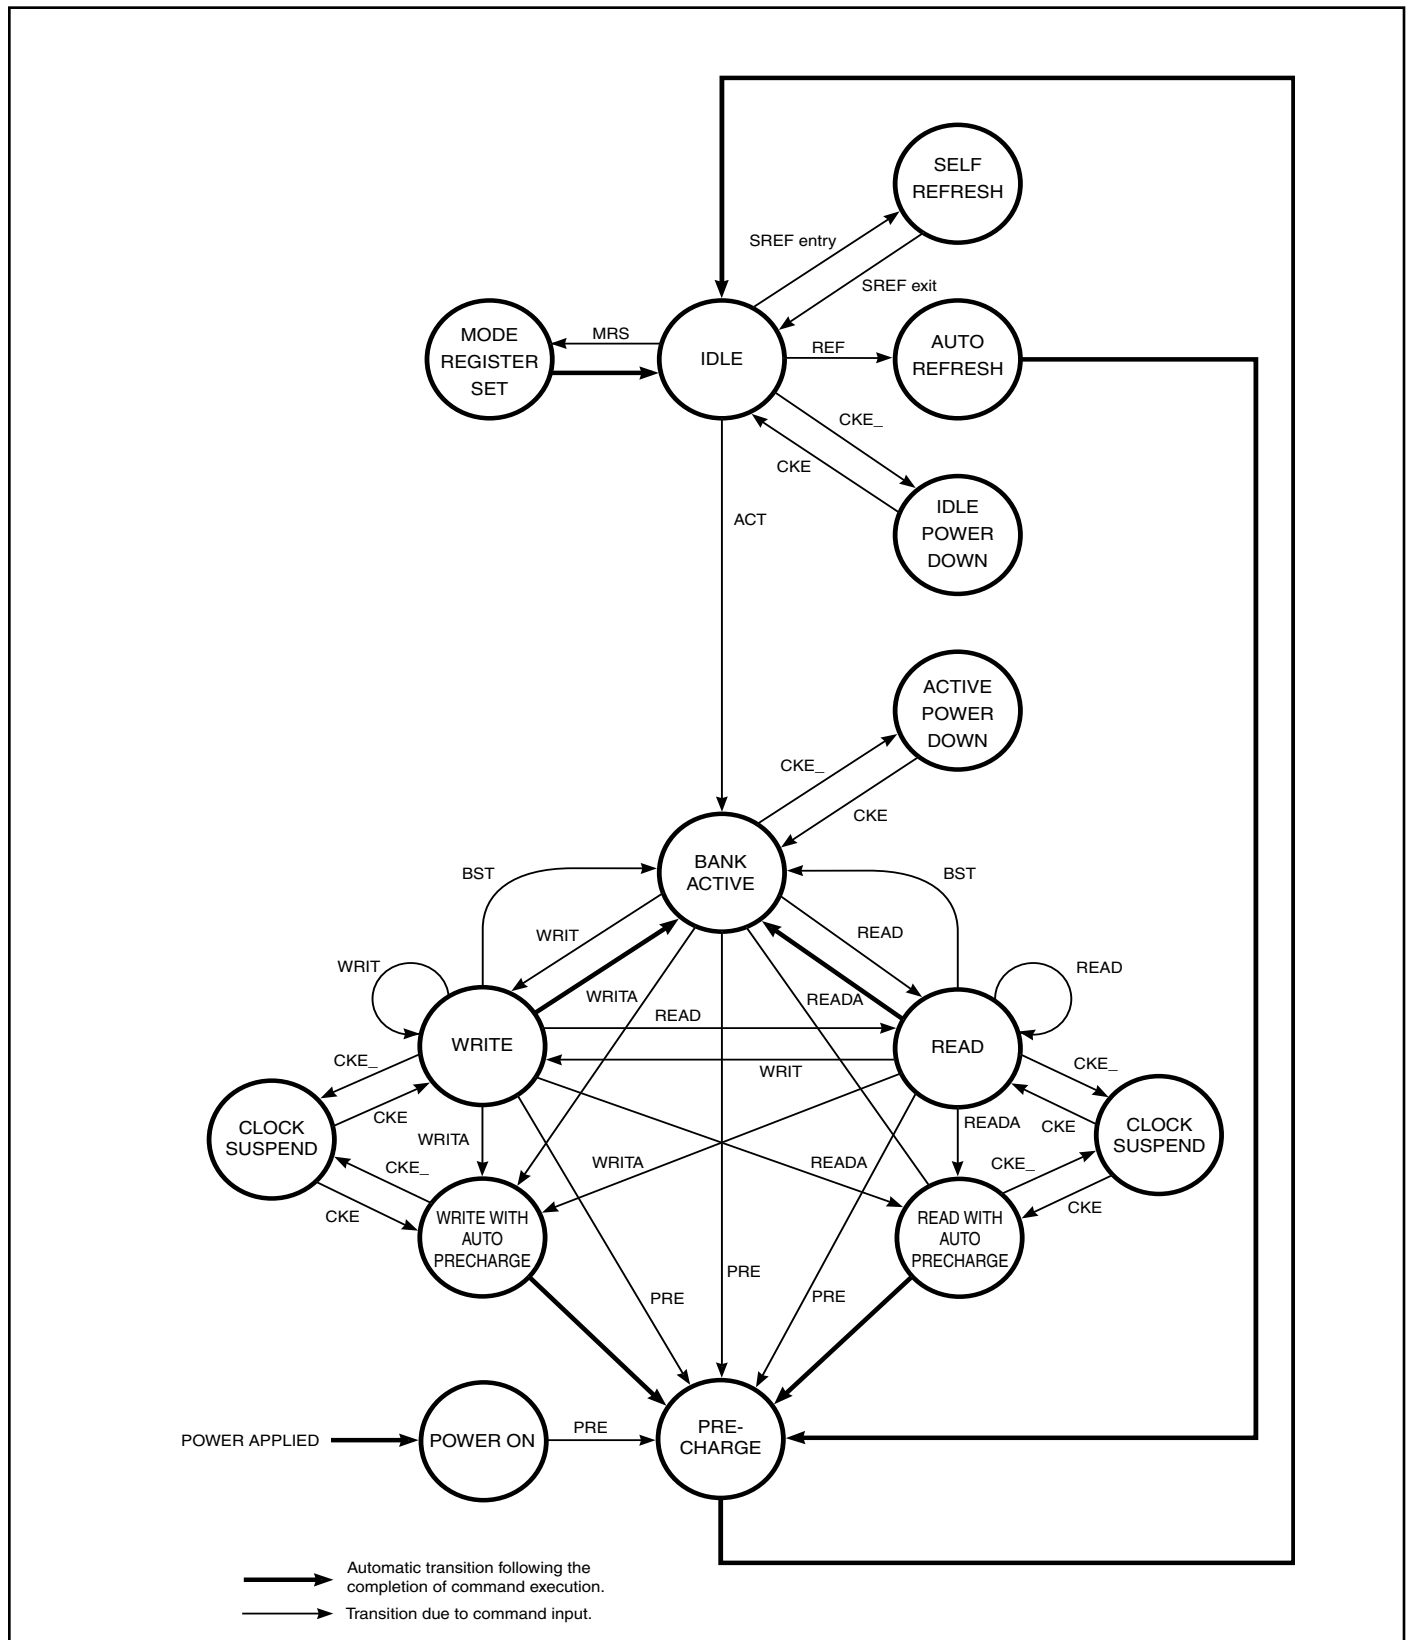 SELF
REFRESH
SREF entry
SREF exit
MODE
REGISTER
SET
MRS
IDLE
REF
AUTO
REFRESH
CKE_
CKE
IDLE
POWER
DOWN
ACT
ACTIVE
POWER
DOWN
CKE_
CKE
BANK
ACTIVE
BST
BST
WRIT
READ
WRIT
READ
WRITA
READA
READ
WRITE
READ
WRIT
CKE_
CKE_
CKE
CKE
CLOCK
SUSPEND
CLOCK
SUSPEND
WRITA
READA
CKE_
WRITA
READA
CKE_
CKE
CKE
WRITE WITH
AUTO
PRECHARGE
READ WITH
AUTO
PRECHARGE
PRE
PRE
PRE
POWER APPLIED
POWER ON
PRE
PRE-
CHARGE
Automatic transition following the
completion of command execution.
Transition due to command input.